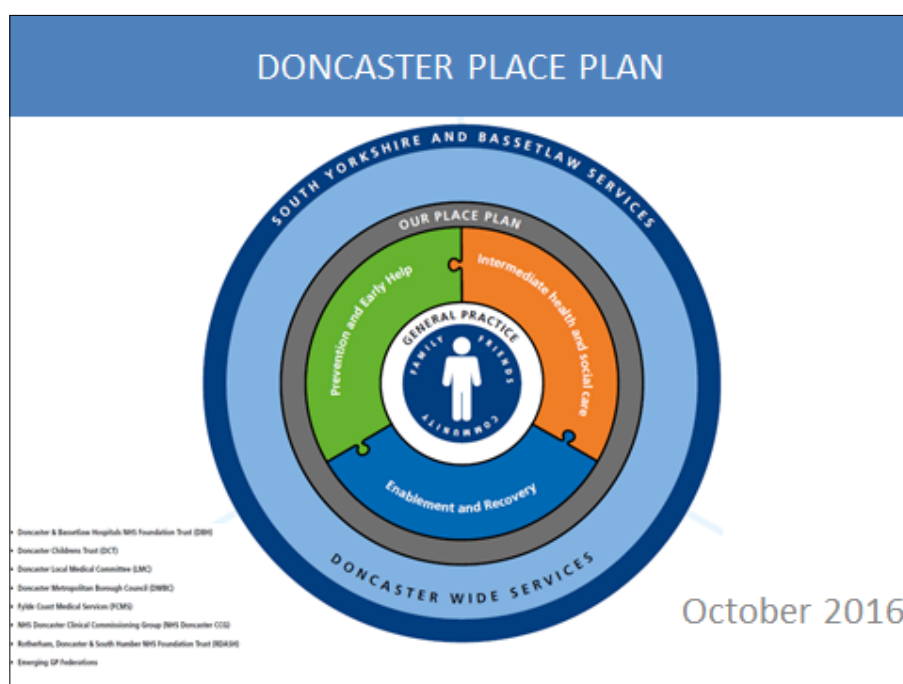 DONCASTER PLACE PLAN
SOUTH YORKSHIRE AND BASSETLAW SERVICES
OUR PLACE PLAN
Prevention and Early Help
Intermediate health and social care
GENERAL PRACTICE
FAMILY FRIENDS
COMMUNITY
Enablement and Recovery
DONCASTER WIDE SERVICES
Doncaster & Bassetlaw Hospitals NHS Foundation Trust (DBH)
Doncaster Childrens Trust (DCT)
Doncaster Local Medical Committee (LMC)
Doncaster Metropolitan Borough Council (DMBC)
Fylde Coast Medical Services (FCMS)
NHS Doncaster Clinical Commissioning Group (NHS Doncaster CCG)
Rotherham, Doncaster & South Humber NHS Foundation Trust (RDASH)
Emerging GP Federations
October 2016